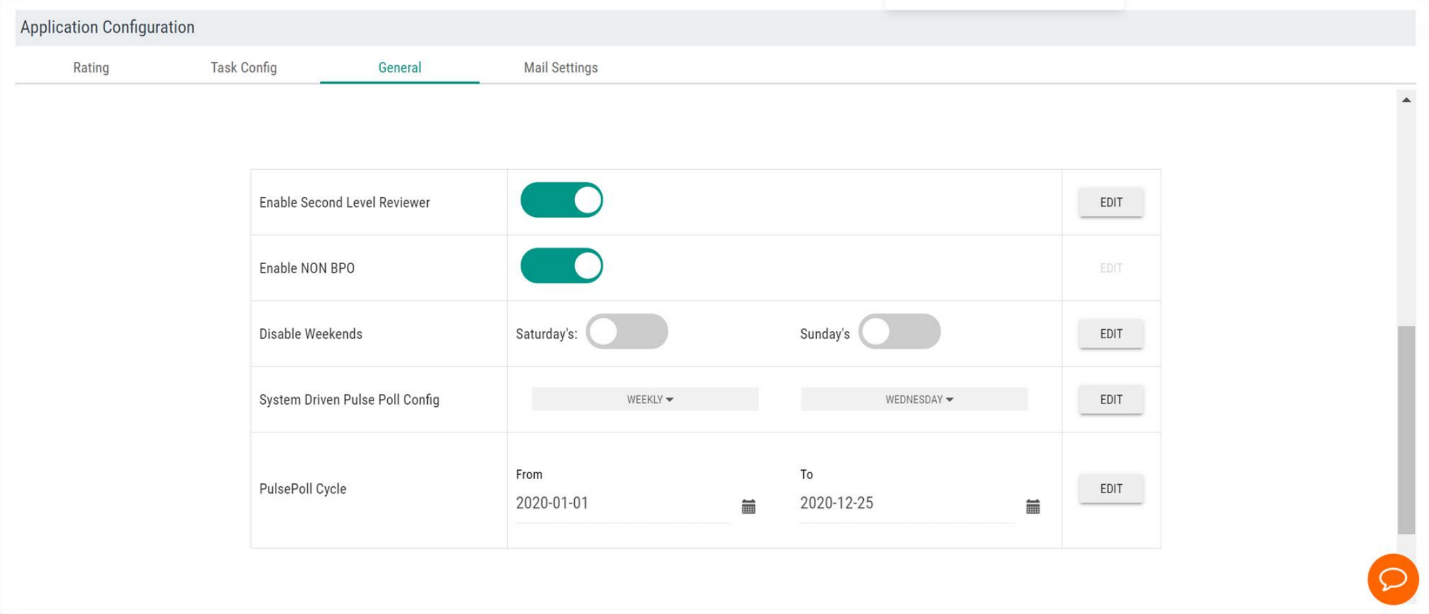 Application Configuration
Rating Task Config General Mail Settings
Enable Second Level Reviewer EDIT
Enable NON BPO EDIT
Disable Weekends Saturday's: Sunday's EDIT
System Driven Pulse Poll Config WEEKLY WEDNESDAY EDIT
From To
PulsePoll Cycle EDIT
2020-01-01 2020-12-25